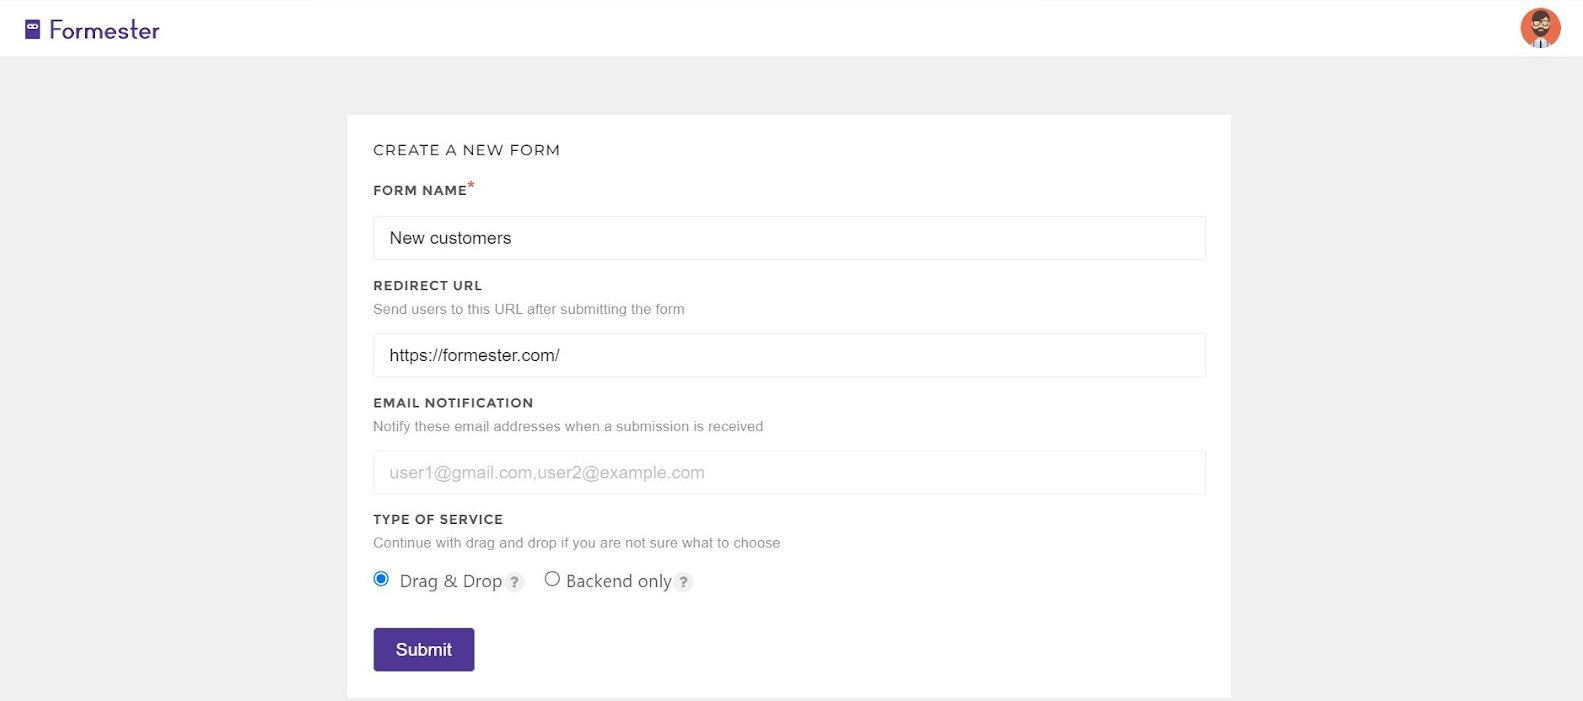 Formester
CREATE A NEW FORM
FORM NAME*
New customers
REDIRECT URL
Send users to this URL after submitting the form
https://formester.com/
EMAIL NOTIFICATION
Notify these email addresses when a submission is received
user1@gmail.com,user2@example.com
TYPE OF SERVICE
Continue with drag and drop if you are not sure what to choose
Drag & Drop ? Backend only ?
Submit